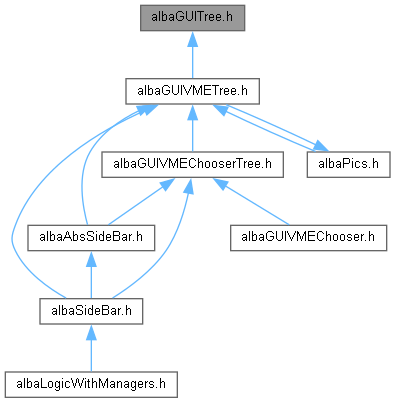 albaGUITree.h
albaGUIVMETree.h
albaGUIVMEChooserTree.h
albaPics.h
albaAbsSideBar.h
albaGUIVMEChooser.h
albaSideBar.h
albaLogicWithManagers.h